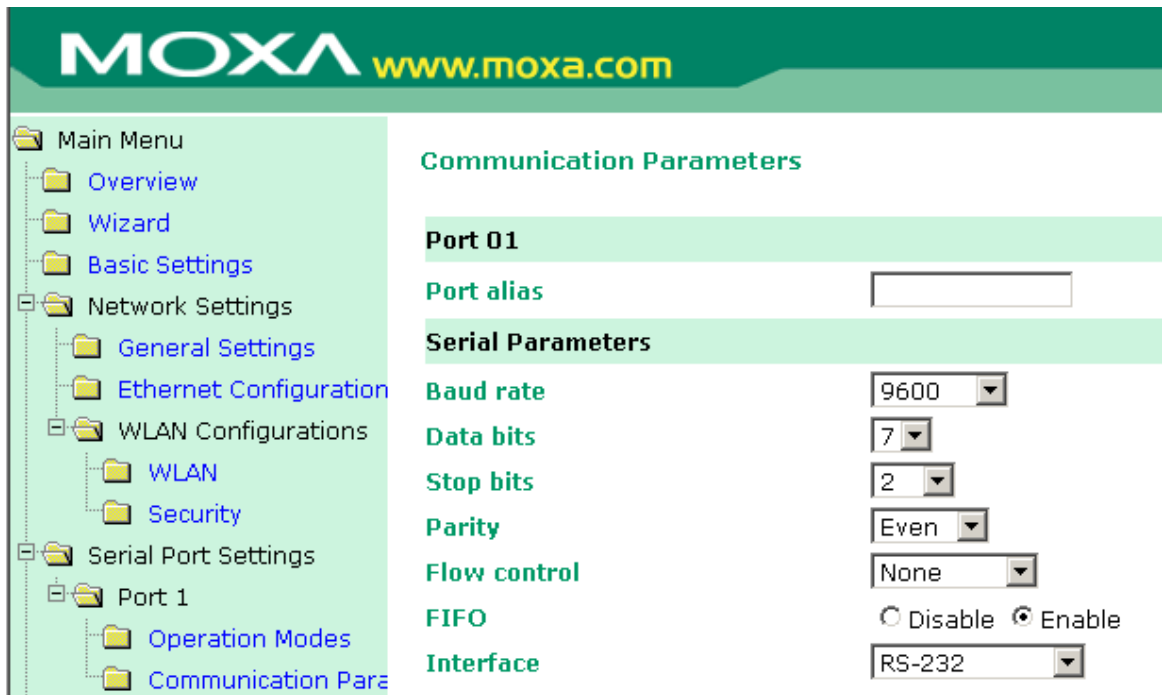 MOXA www.moxa.com
Main Menu
Overview
Wizard
Basic Settings
Network Settings
General Settings
Ethernet Configuration
WLAN Configurations
WLAN
Security
Serial Port Settings
Port 1
Operation Modes
Communication Para
Communication Parameters
Port 01
Port alias
Serial Parameters
Baud rate 9600
Data bits 7
Stop bits 2
Parity Even
Flow control None
FIFO Disable Enable
Interface RS-232